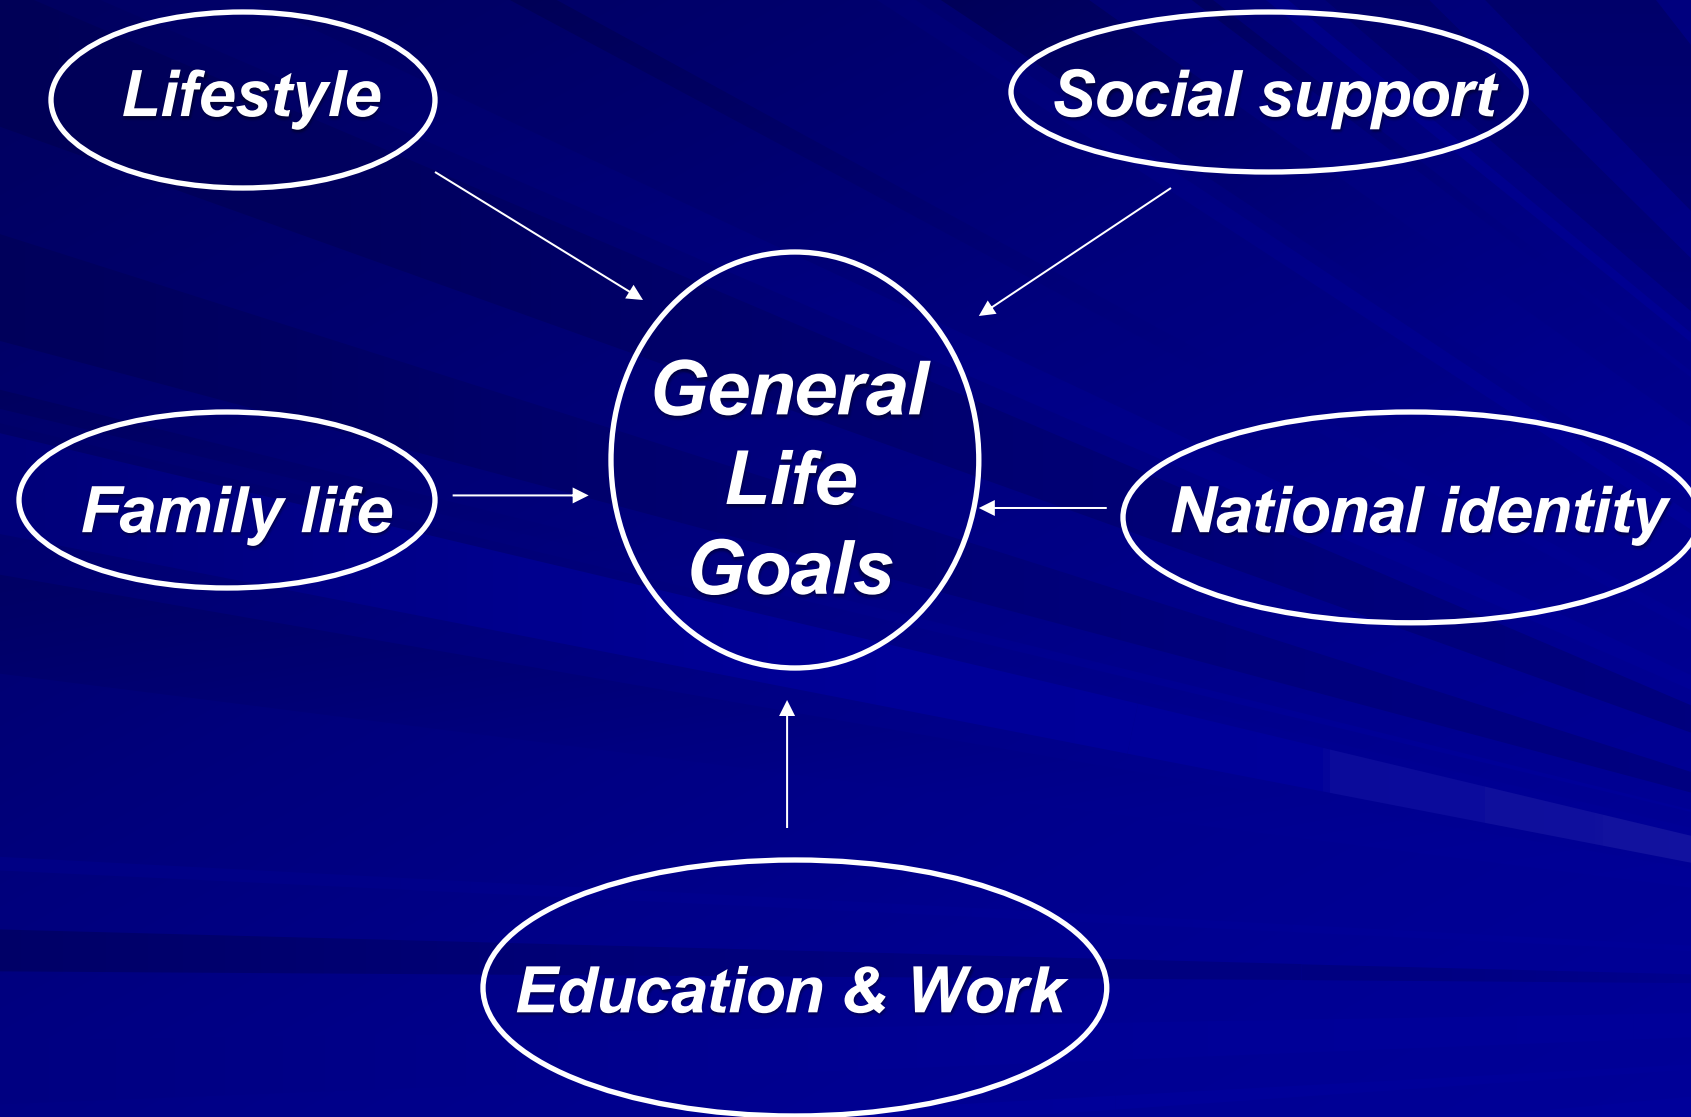 Lifestyle
Social support
General
Life
Goals
Family life
National identity
Education & Work